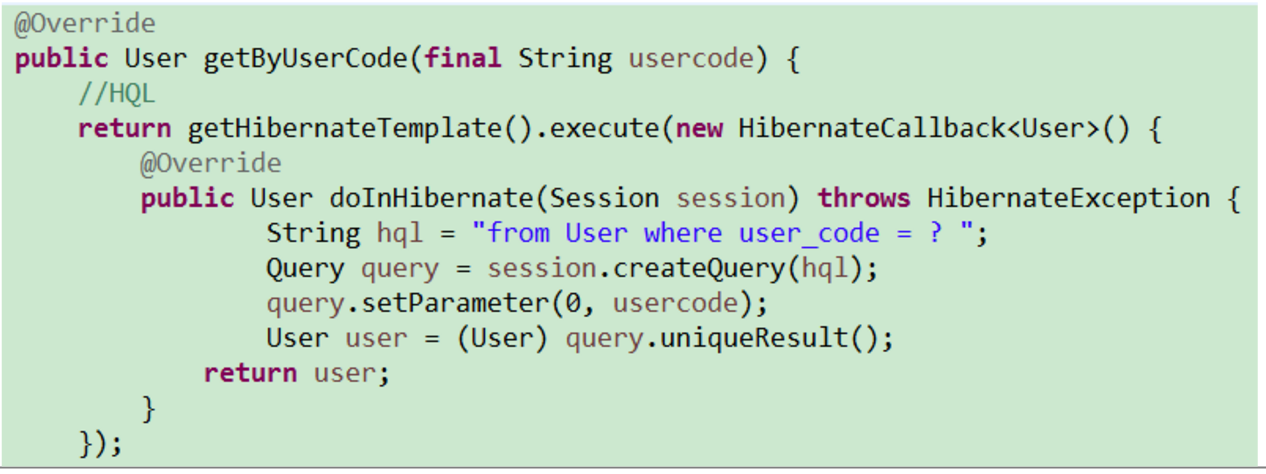 @Override
public User getByUserCode(final String usercode) {
    //HQL
    return getHibernateTemplate().execute(new HibernateCallback<User>() {
        @Override
        public User doInHibernate(Session session) throws HibernateException {
                String hql = "from User where user_code = ? ";
                Query query = session.createQuery(hql);
                query.setParameter(0, usercode);
                User user = (User) query.uniqueResult();
            return user;
        }
    });